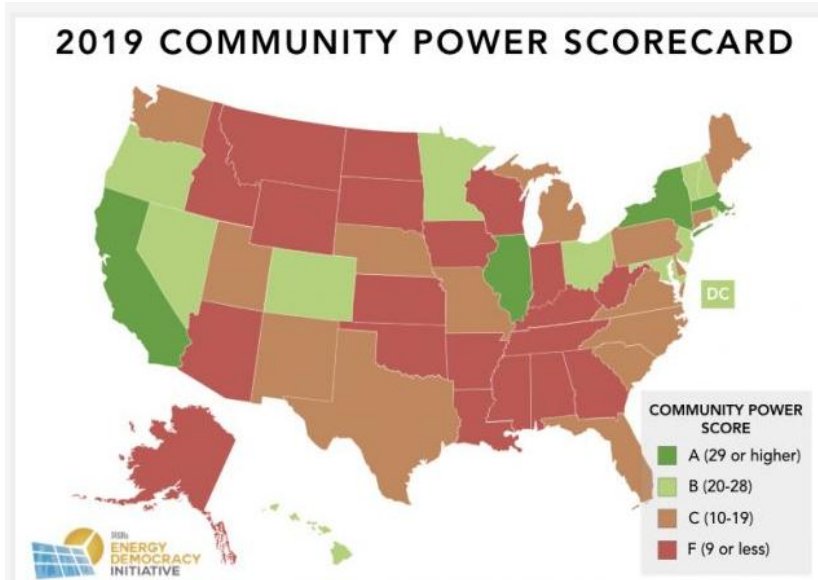 2019 COMMUNITY POWER SCORECARD
DC
COMMUNITY POWER
SCORE
A (29 or higher)
B (20-28)
C (10-19)
F (9 or less)
ENERGY
DEMOCRACY
INITIATIVE